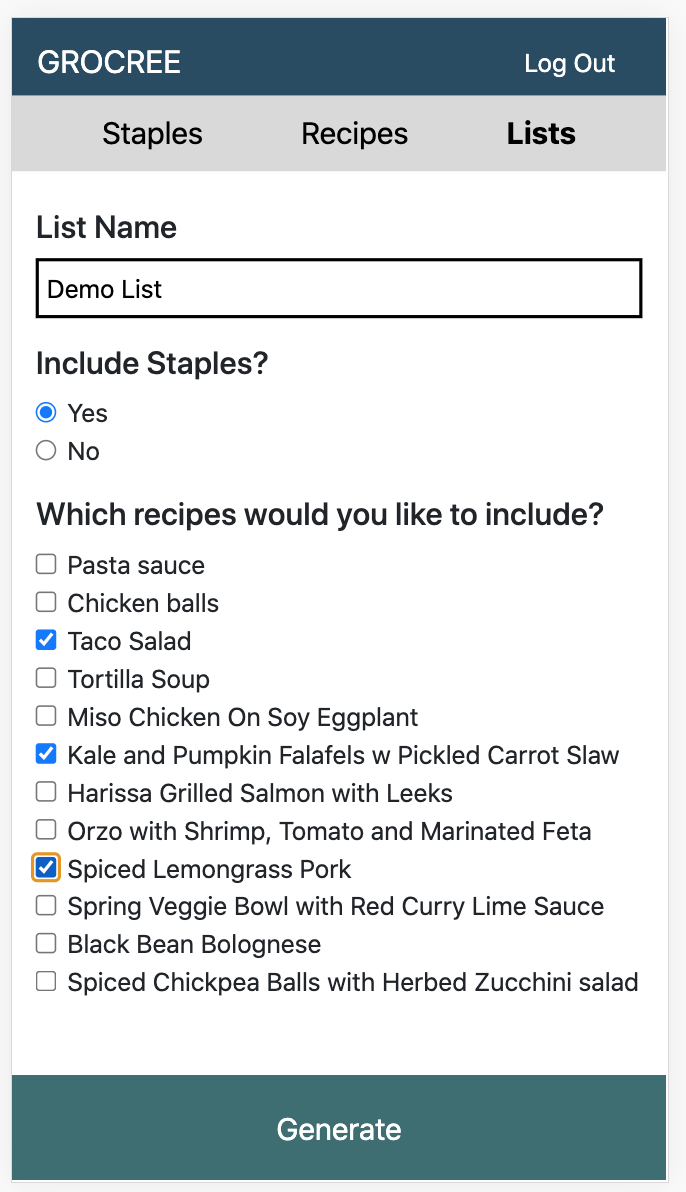 GROCREE
Log Out
Staples
Recipes
Lists
List Name
Demo List
Include Staples?
Yes
No
Which recipes would you like to include?
Pasta sauce
Chicken balls
Taco Salad
Tortilla Soup
Miso Chicken On Soy Eggplant
Kale and Pumpkin Falafels w Pickled Carrot Slaw
Harissa Grilled Salmon with Leeks
Orzo with Shrimp, Tomato and Marinated Feta
Spiced Lemongrass Pork
Spring Veggie Bowl with Red Curry Lime Sauce
Black Bean Bolognese
Spiced Chickpea Balls with Herbed Zucchini salad
Generate